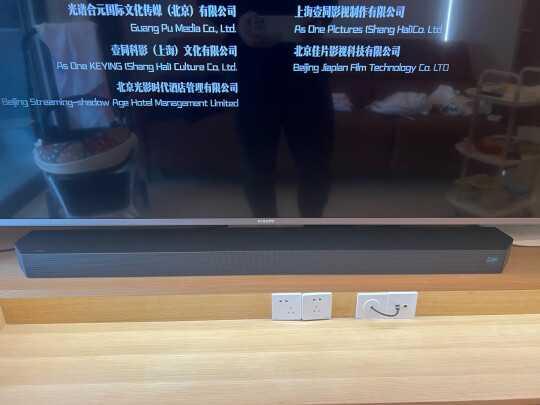 光谱合元国际文化传媒（北京）有限公司
Guang Pu Media Co., Ltd.
壹同科影（上海）文化有限公司
As One KEYING (Shang Hai) Culture Co. Ltd.
北京光影时代酒店管理有限公司
Beijing Streaming-shadow Age Hotel Management Limited
上海壹同影视制作有限公司
As One Pictures (Shang Hai)Co. Ltd.
北京佳片影视科技有限公司
Beijing Jiapian Film Technology Co. LTD